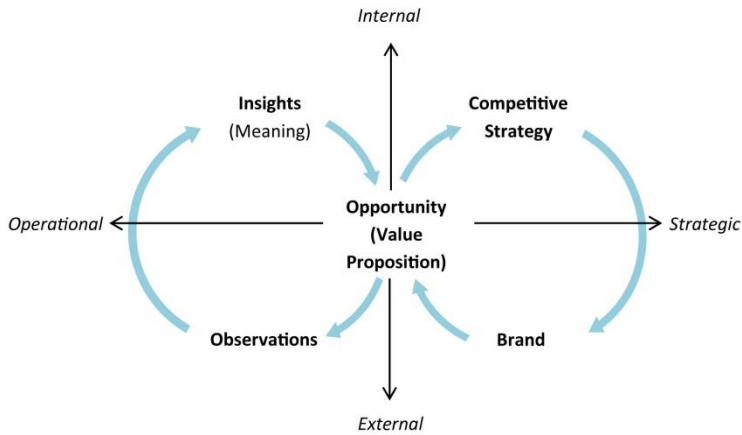 Internal
Insights
(Meaning)
Competitive
Strategy
Operational
Opportunity
(Value
Proposition)
Strategic
Observations
Brand
External